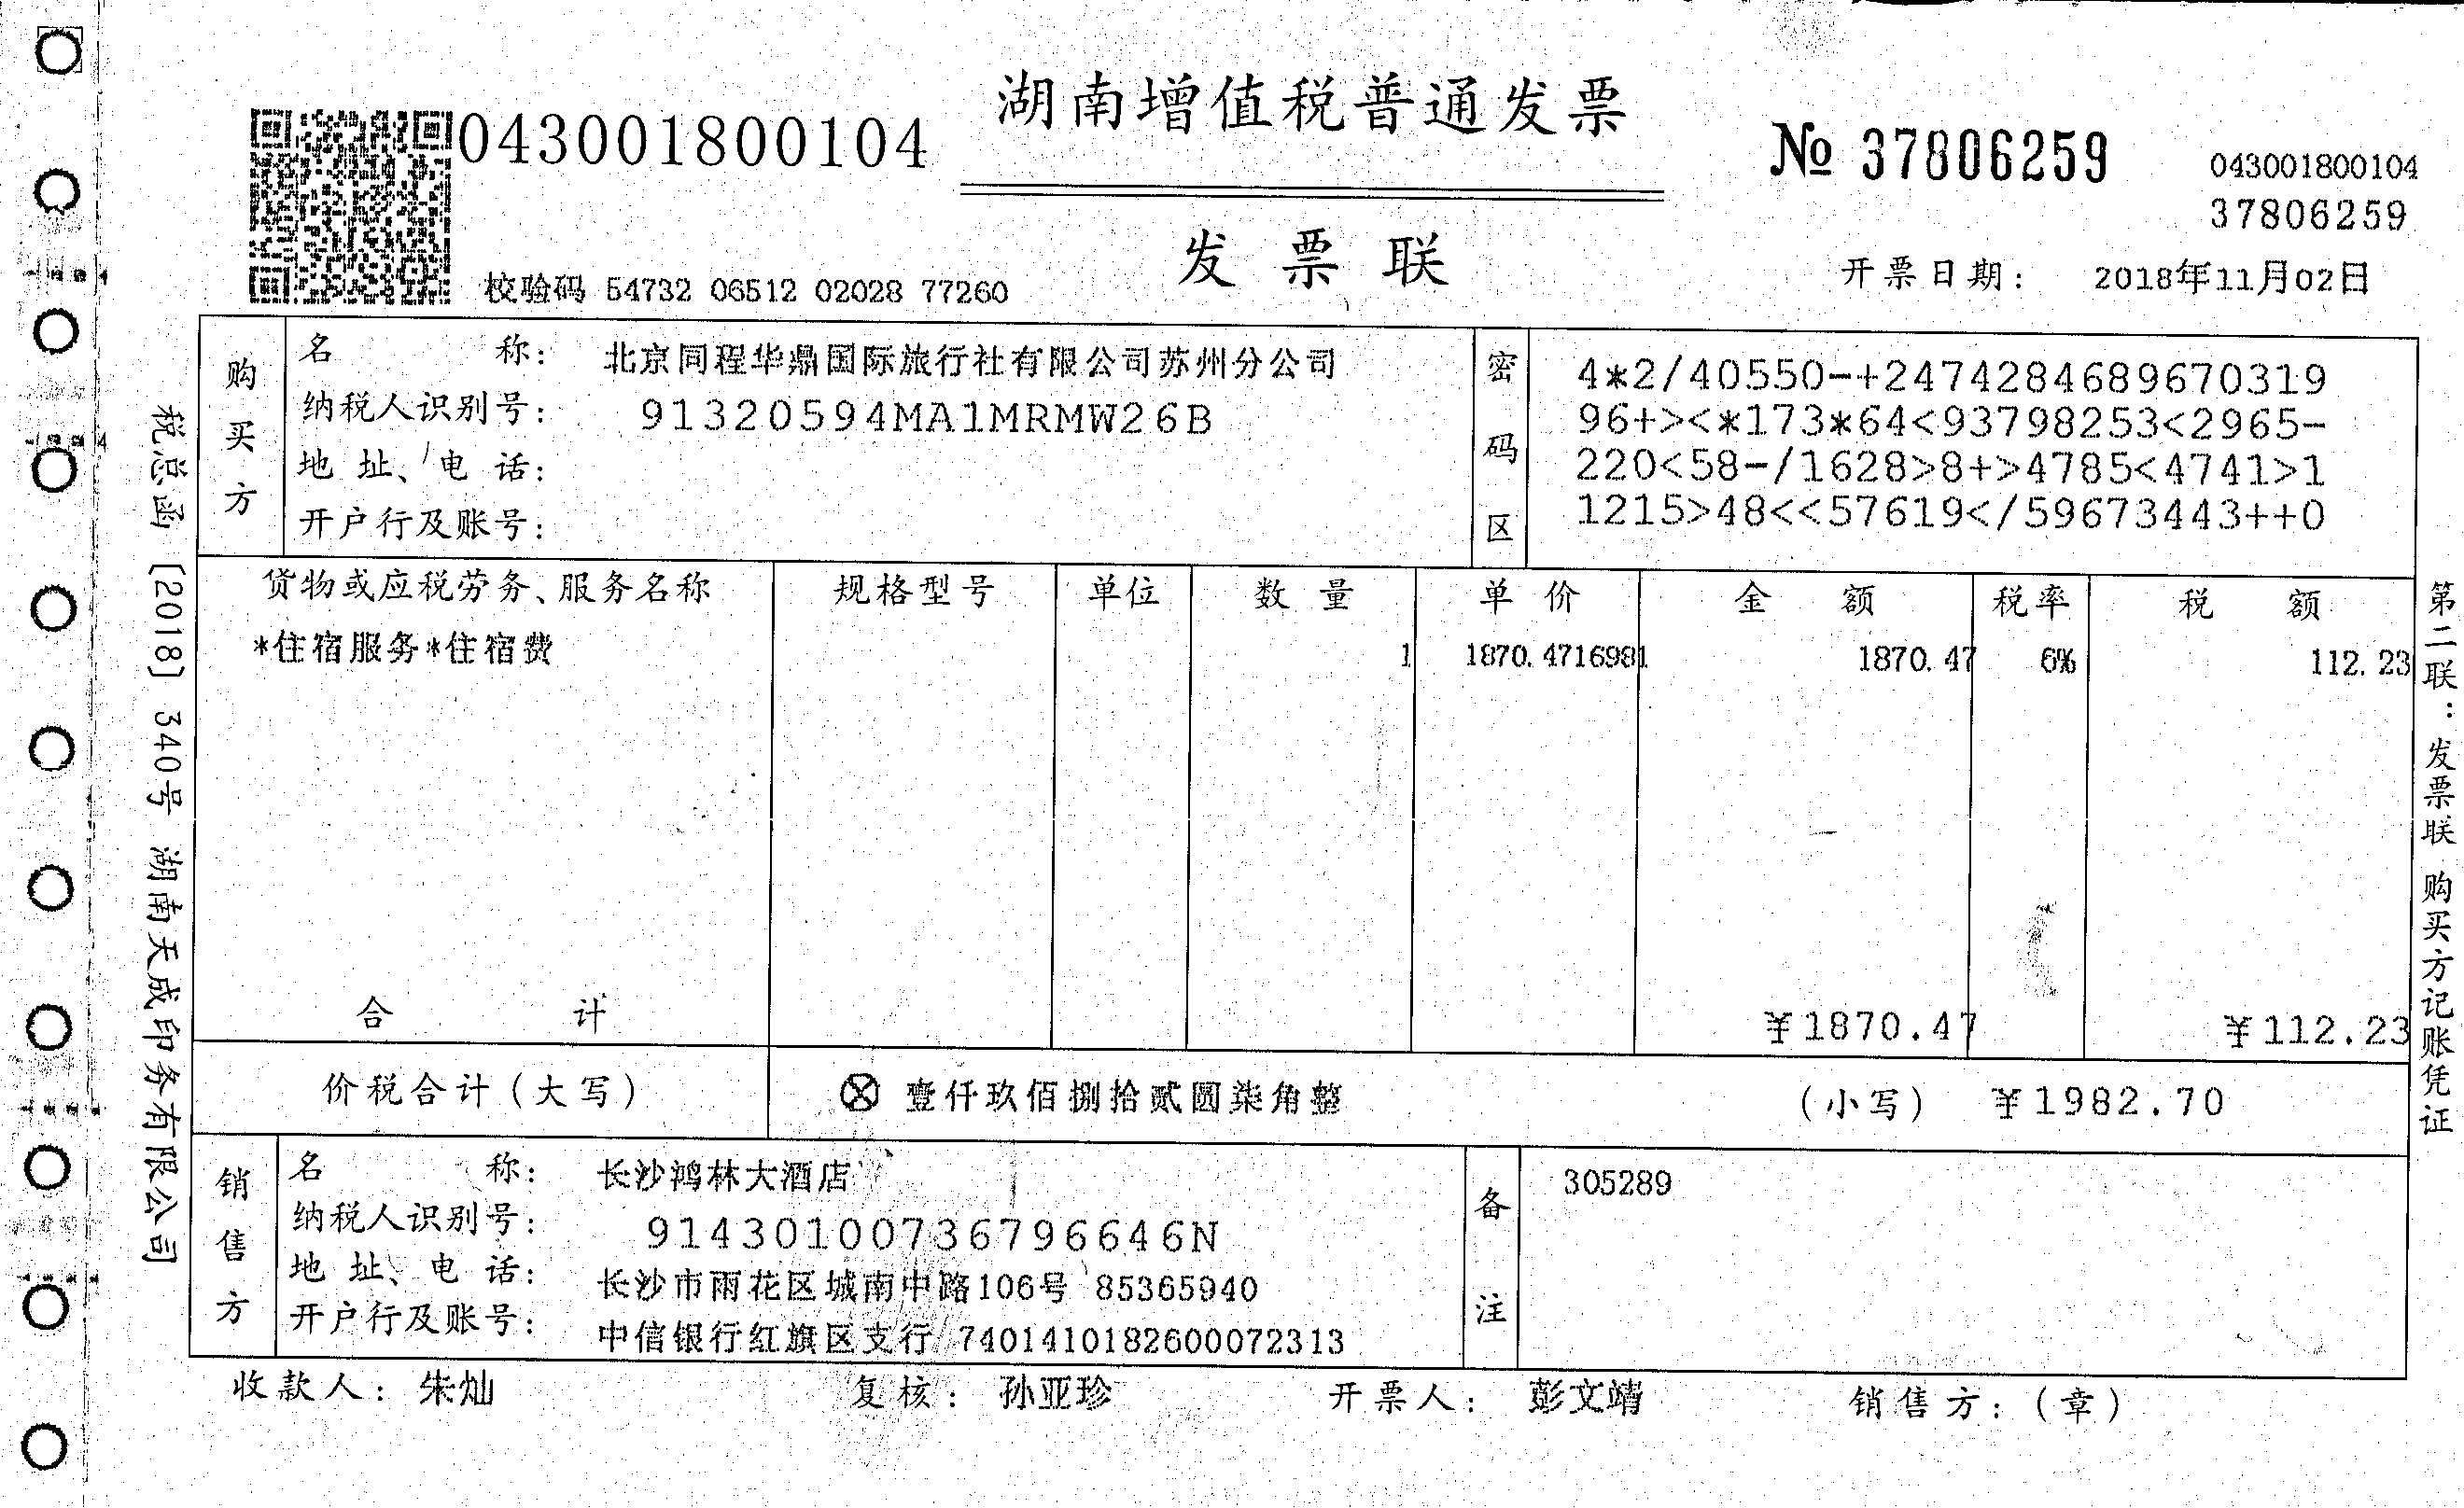 湖南增值税普通发票
043001800104
№ 37806259
043001800104
37806259
发票联
校验码 54732 06512 02028 77260
开票日期: 2018年11月02日
税总函 [2018] 340号 湖南天成印务有限公司
购买方
名称: 北京同程华鼎国际旅行社有限公司苏州分公司
纳税人识别号: 91320594MA1MRMW26B
地址、电话:
开户行及账号:
密码区
4*2/40550-+2474284689670319
96+><*173*64<93798253<2965-
220<58-/1628>8+>4785<4741>1
1215>48<<57619</59673443++0
货物或应税劳务、服务名称 规格型号 单位 数量 单价 金额 税率 税额
*住宿服务*住宿费 1 1870.4716981 1870.47 6% 112.23
合计 ¥1870.47 ¥112.23
价税合计(大写) ⊗ 壹仟玖佰捌拾贰圆柒角整 (小写) ¥1982.70
销售方
名称: 长沙鸿林大酒店
纳税人识别号: 91430100736796646N
地址、电话: 长沙市雨花区城南中路106号 85365940
开户行及账号: 中信银行红旗区支行 7401410182600072313
备注
305289
收款人: 朱灿 复核: 孙亚珍 开票人: 彭文靖 销售方:(章)
第二联:发票联 购买方记账凭证